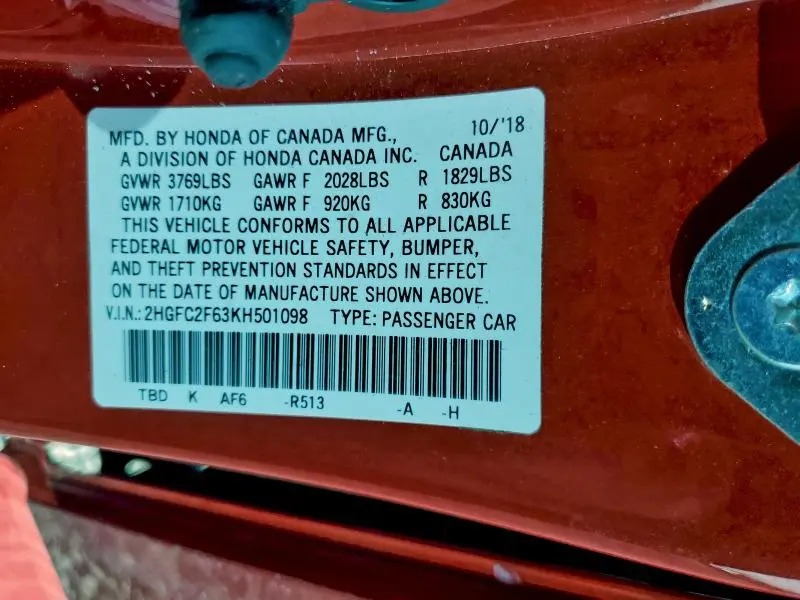 MFD. BY HONDA OF CANADA MFG., 10/'18
A DIVISION OF HONDA CANADA INC. CANADA
GVWR 3769LBS GAWR F 2028LBS R 1829LBS
GVWR 1710KG GAWR F 920KG R 830KG
THIS VEHICLE CONFORMS TO ALL APPLICABLE
FEDERAL MOTOR VEHICLE SAFETY, BUMPER,
AND THEFT PREVENTION STANDARDS IN EFFECT
ON THE DATE OF MANUFACTURE SHOWN ABOVE.
V.I.N.: 2HGFC2F63KH501098 TYPE: PASSENGER CAR
TBD K AF6 -R513 -A -H